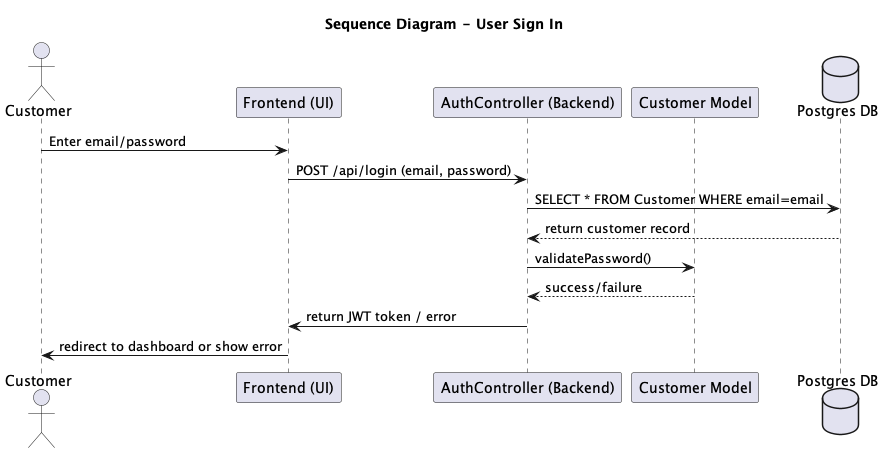 Sequence Diagram – User Sign In
Customer
Frontend (UI)
AuthController (Backend)
Customer Model
Postgres DB
Enter email/password
POST /api/login (email, password)
SELECT * FROM Customer WHERE email=email
return customer record
validatePassword()
success/failure
return JWT token / error
redirect to dashboard or show error
Customer
Frontend (UI)
AuthController (Backend)
Customer Model
Postgres DB